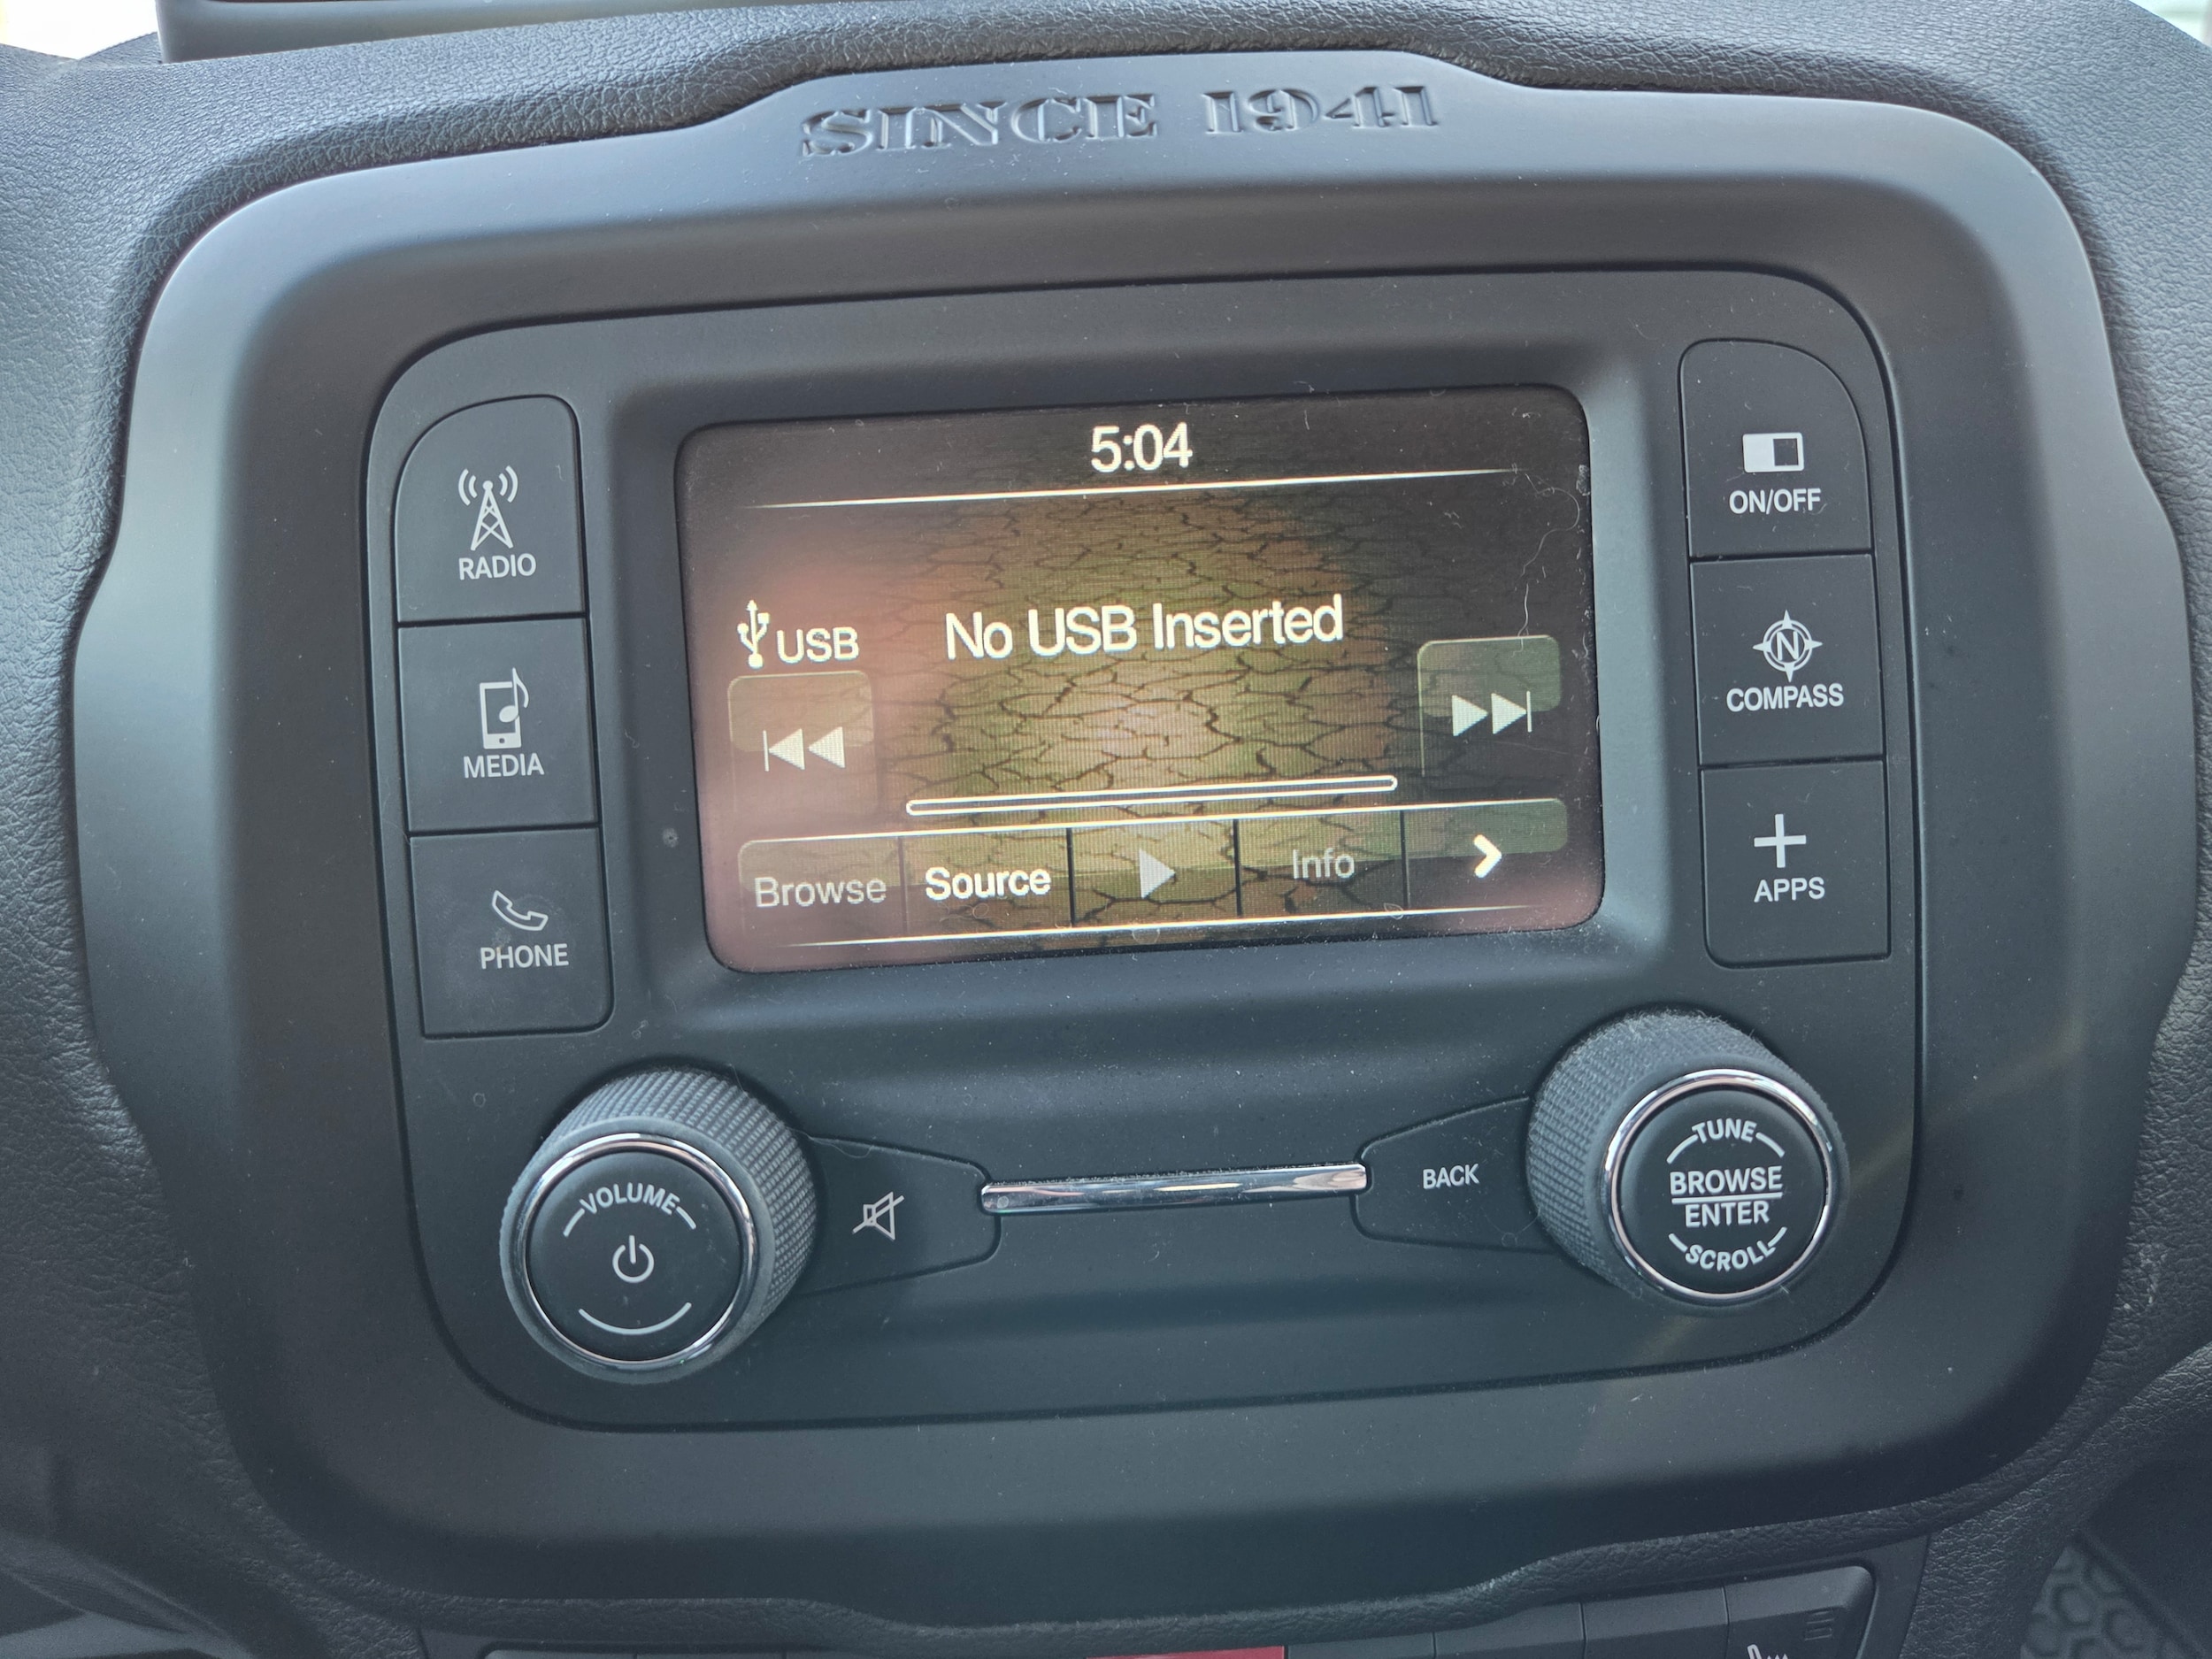 SINCE 1941
5:04
ON/OFF
RADIO
USB
No USB Inserted
N
COMPASS
MEDIA
Browse
Source
Info
APPS
PHONE
VOLUME
BACK
TUNE
BROWSE
ENTER
SCROLL